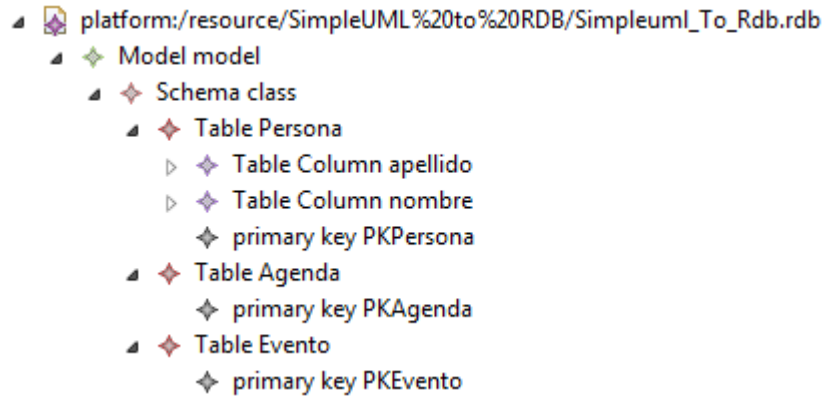 platform:/resource/SimpleUML%20to%20RDB/Simpleuml_To_Rdb.rdb
Model model
Schema class
Table Persona
Table Column apellido
Table Column nombre
primary key PKPersona
Table Agenda
primary key PKAgenda
Table Evento
primary key PKEvento